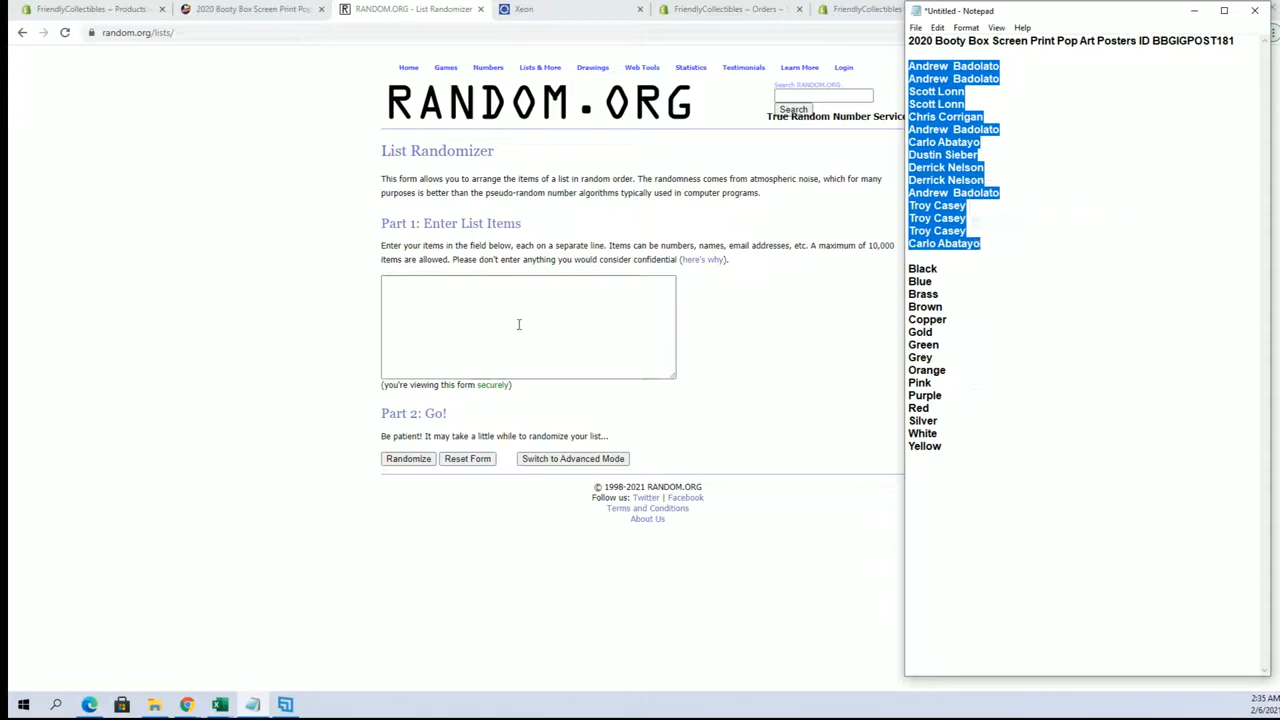 FriendlyCollectibles ~ Products
2020 Booty Box Screen Print Pop
RANDOM.ORG - List Randomizer
Xeon
FriendlyCollectibles ~ Orders ~ S
FriendlyCollectibles
random.org/lists/
Home
Games
Numbers
Lists & More
Drawings
Web Tools
Statistics
Testimonials
Learn More
Login
RANDOM.ORG
Search RANDOM.ORG
Search
True Random Number Service
List Randomizer
This form allows you to arrange the items of a list in random order. The randomness comes from atmospheric noise, which for many
purposes is better than the pseudo-random number algorithms typically used in computer programs.
Part 1: Enter List Items
Enter your items in the field below, each on a separate line. Items can be numbers, names, email addresses, etc. A maximum of 10,000
items are allowed. Please don't enter anything you would consider confidential (here's why).
(you're viewing this form securely)
Part 2: Go!
Be patient! It may take a little while to randomize your list...
Randomize
Reset Form
Switch to Advanced Mode
© 1998-2021 RANDOM.ORG
Follow us: Twitter | Facebook
Terms and Conditions
About Us
*Untitled - Notepad
File Edit Format View Help
2020 Booty Box Screen Print Pop Art Posters ID BBGIGPOST181
Andrew Badolato
Andrew Badolato
Scott Lonn
Scott Lonn
Chris Corrigan
Andrew Badolato
Carlo Abatayo
Dustin Sieber
Derrick Nelson
Derrick Nelson
Andrew Badolato
Troy Casey
Troy Casey
Troy Casey
Carlo Abatayo
Black
Blue
Brass
Brown
Copper
Gold
Green
Grey
Orange
Pink
Purple
Red
Silver
White
Yellow
2:35 AM
2/6/2021